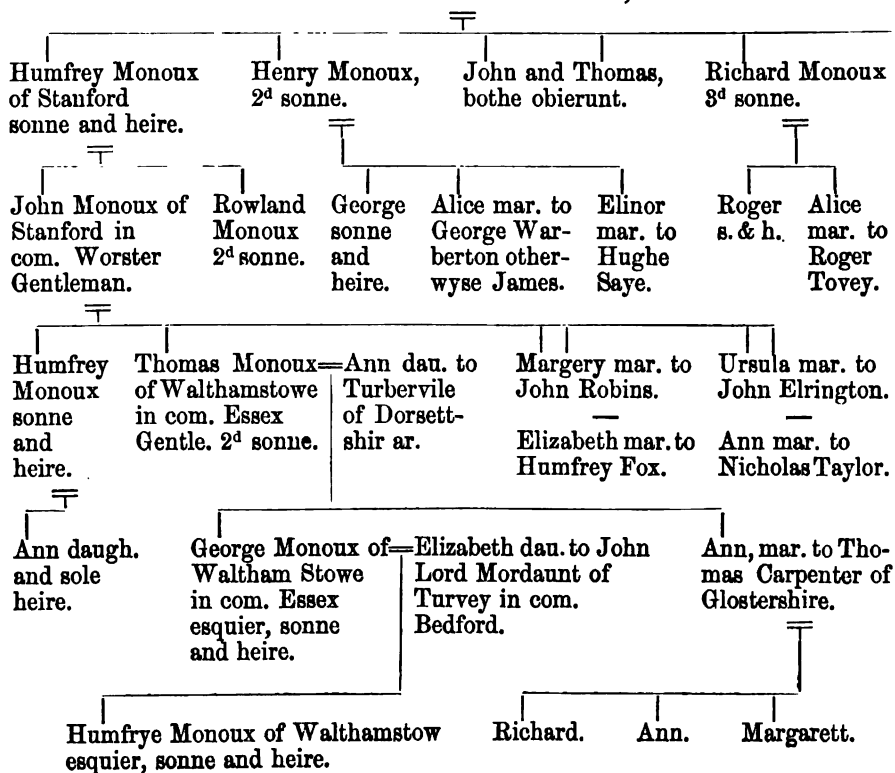 Humfrey Monoux
of Stanford
sonne and heire.
Henry Monoux,
2d sonne.
John and Thomas,
bothe obierunt.
Richard Monoux
3d sonne.
John Monoux of
Stanford in
com. Worster
Gentleman.
Rowland
Monoux
2d sonne.
George
sonne
and
heire.
Alice mar. to
George War-
berton other-
wyse James.
Elinor
mar. to
Hughe
Saye.
Roger
s. & h.
Alice
mar. to
Roger
Tovey.
Humfrey
Monoux
sonne
and
heire.
Thomas Monoux=
of Walthamstowe
in com. Essex
Gentle. 2d sonne.
Ann dau. to
Turbervile
of Dorsett-
shir ar.
Margery mar. to
John Robins.
—
Elizabeth mar. to
Humfrey Fox.
Ursula mar. to
John Elrington.
—
Ann mar. to
Nicholas Taylor.
Ann daugh.
and sole
heire.
George Monoux of=
Waltham Stowe
in com. Essex
esquier, sonne
and heire.
Elizabeth dau. to John
Lord Mordaunt of
Turvey in com.
Bedford.
Ann, mar. to Tho-
mas Carpenter of
Glostershire.
Humfrye Monoux of Walthamstow
esquier, sonne and heire.
Richard.
Ann.
Margarett.